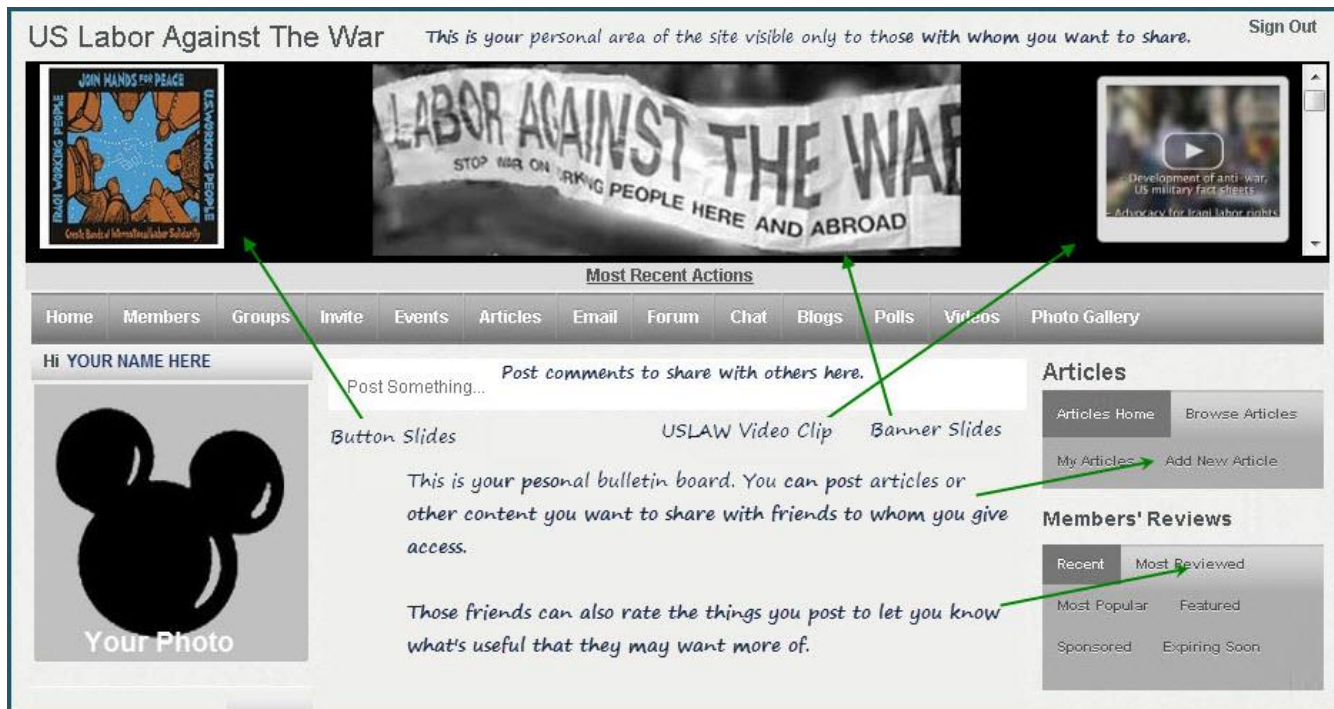 US Labor Against The War
This is your personal area of the site visible only to those with whom you want to share.
Sign Out
JOIN HANDS FOR PEACE
IRAQI WORKING PEOPLE
U.S. WORKING PEOPLE
Create Bonds of International Labor Solidarity
LABOR AGAINST THE WAR
STOP WAR ON WORKING PEOPLE HERE AND ABROAD
- Development of anti-war,
US military fact sheets
- Advocacy for Iraqi labor rights
Most Recent Actions
Home Members Groups Invite Events Articles Email Forum Chat Blogs Polls Videos Photo Gallery
Hi YOUR NAME HERE
Post Something...
Post comments to share with others here.
Button Slides
USLAW Video Clip
Banner Slides
This is your pesonal bulletin board. You can post articles or
other content you want to share with friends to whom you give
access.
Those friends can also rate the things you post to let you know
what's useful that they may want more of.
Your Photo
Articles
Articles Home Browse Articles
My Articles Add New Article
Members' Reviews
Recent Most Reviewed
Most Popular Featured
Sponsored Expiring Soon